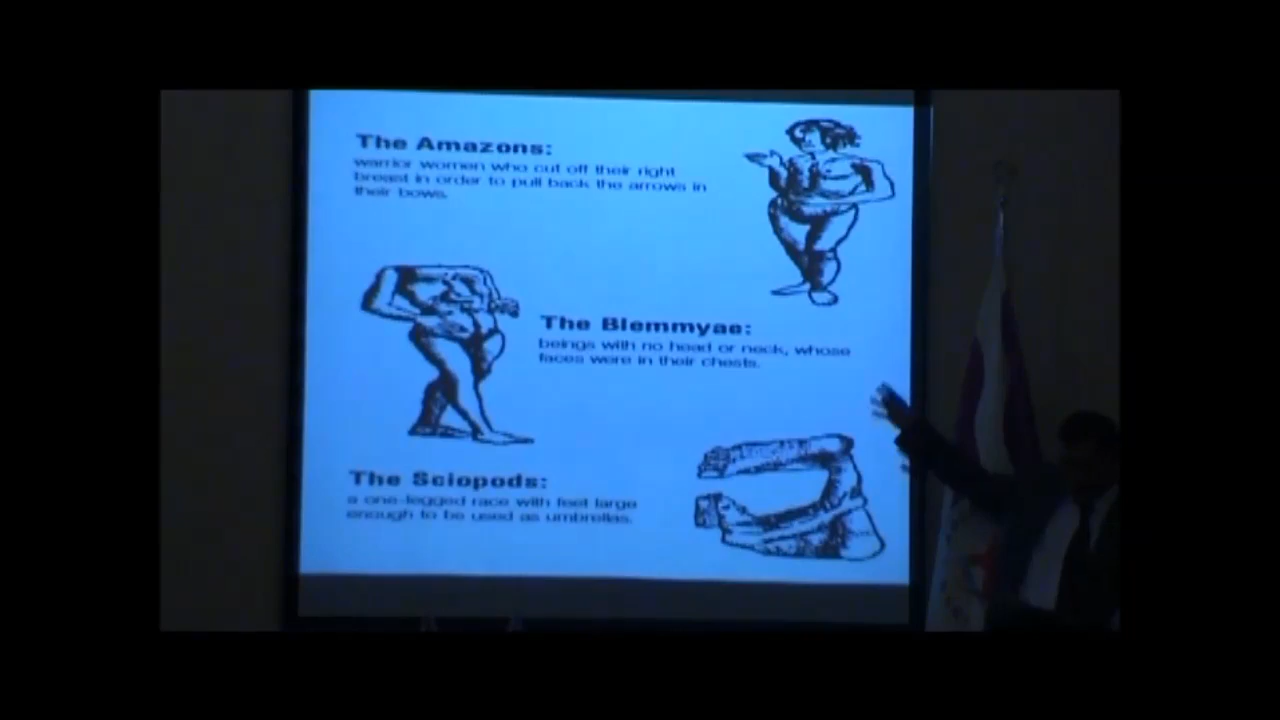 The Amazons:
warrior women who cut off their right
breast in order to pull back the arrows in
their bows.
The Blemmyae:
beings with no head or neck, whose
faces were in their chests.
The Sciopods:
a one-legged race with feet large
enough to be used as umbrellas.